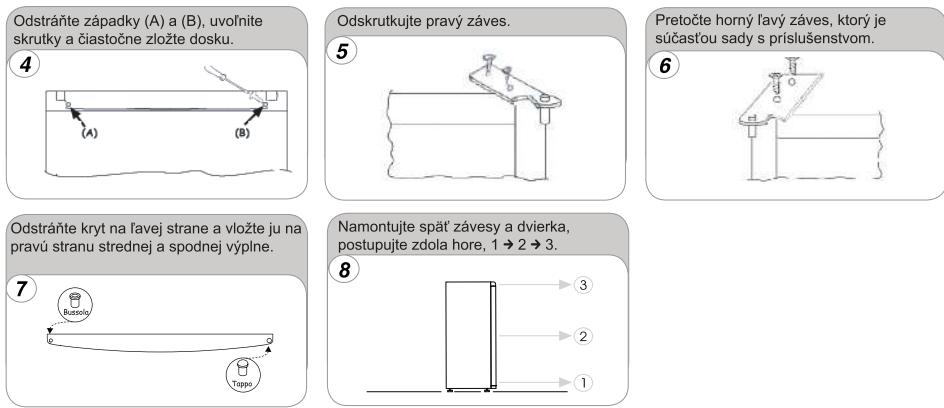 Odstráňte západky (A) a (B), uvoľnite
skrutky a čiastočne zložte dosku.
4
(A)
(B)
Odskrutkujte pravý záves.
5
Pretočte horný ľavý záves, ktorý je
súčasťou sady s príslušenstvom.
6
Odstráňte kryt na ľavej strane a vložte ju na
pravú stranu strednej a spodnej výplne.
7
Bussola
Tappo
Namontujte späť závesy a dvierka,
postupujte zdola hore, 1 → 2 → 3.
8
3
2
1